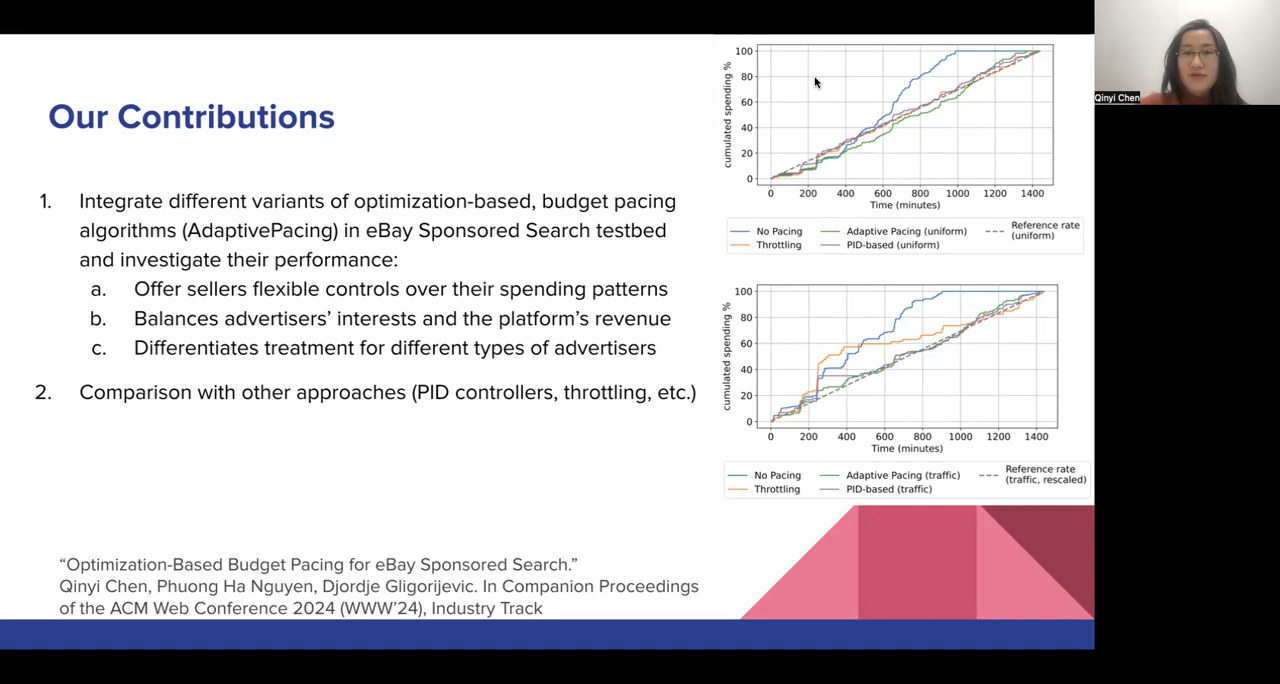 Our Contributions
1. Integrate different variants of optimization-based, budget pacing
algorithms (AdaptivePacing) in eBay Sponsored Search testbed
and investigate their performance:
a. Offer sellers flexible controls over their spending patterns
b. Balances advertisers’ interests and the platform’s revenue
c. Differentiates treatment for different types of advertisers
2. Comparison with other approaches (PID controllers, throttling, etc.)
“Optimization-Based Budget Pacing for eBay Sponsored Search.”
Qinyi Chen, Phuong Ha Nguyen, Djordje Gligorijevic. In Companion Proceedings
of the ACM Web Conference 2024 (WWW’24), Industry Track
cumulated spending %
100
80
60
40
20
0
0 200 400 600 800 1000 1200 1400
Time (minutes)
No Pacing
Throttling
Adaptive Pacing (uniform)
PID-based (uniform)
Reference rate
(uniform)
cumulated spending %
100
80
60
40
20
0
0 200 400 600 800 1000 1200 1400
Time (minutes)
No Pacing
Throttling
Adaptive Pacing (traffic)
PID-based (traffic)
Reference rate
(traffic, rescaled)
Qinyi Chen